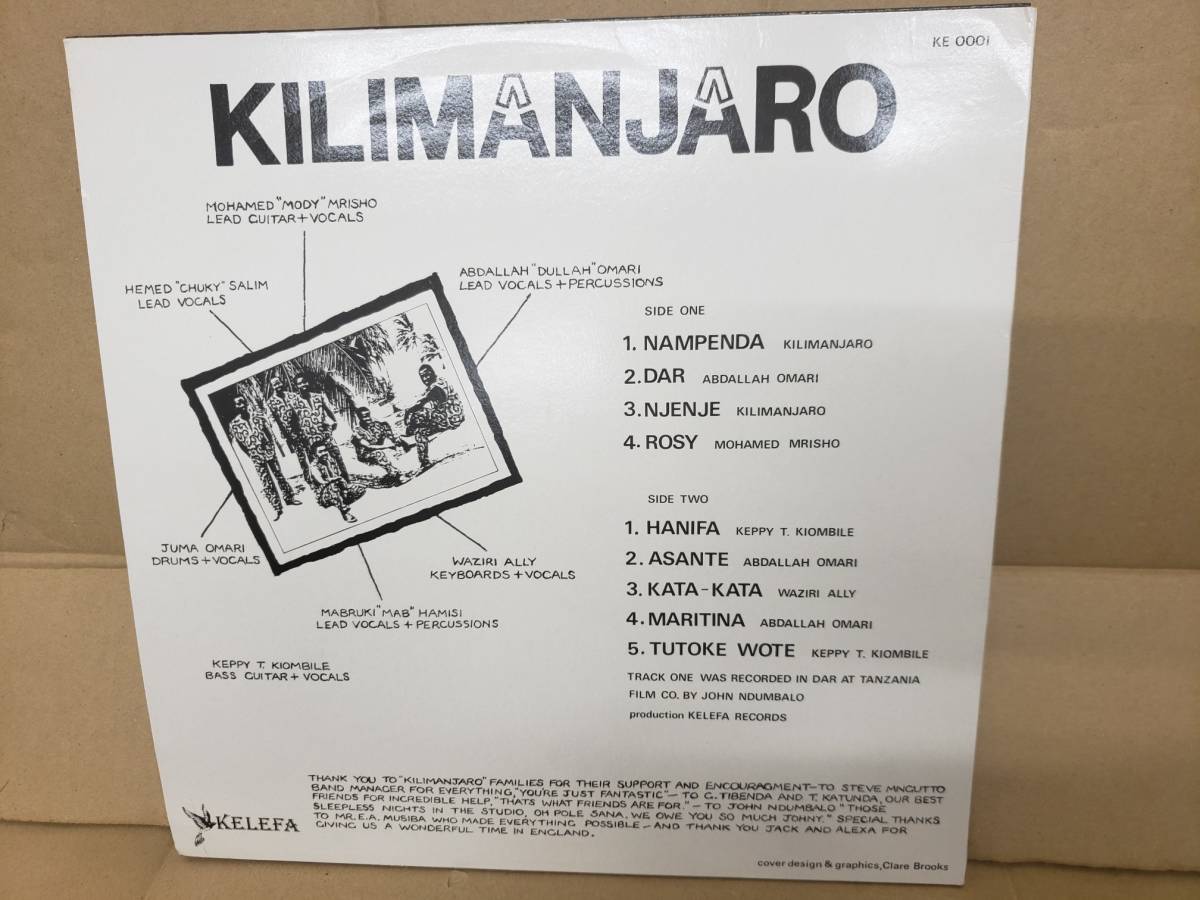 KE 0001
KILIMANJARO
MOHAMED "MODY" MRISHO
LEAD GUITAR + VOCALS
HEMED "CHUKY" SALIM
LEAD VOCALS
ABDALLAH "DULLAH" OMARI
LEAD VOCALS + PERCUSSIONS
JUMA OMARI
DRUMS + VOCALS
WAZIRI ALLY
KEYBOARDS + VOCALS
MABRUKI "MAB" HAMISI
LEAD VOCALS + PERCUSSIONS
KEPPY T. KIOMBILE
BASS GUITAR + VOCALS
SIDE ONE
1. NAMPENDA KILIMANJARO
2. DAR ABDALLAH OMARI
3. NJENJE KILIMANJARO
4. ROSY MOHAMED MRISHO
SIDE TWO
1. HANIFA KEPPY T. KIOMBILE
2. ASANTE ABDALLAH OMARI
3. KATA-KATA WAZIRI ALLY
4. MARITINA ABDALLAH OMARI
5. TUTOKE WOTE KEPPY T. KIOMBILE
TRACK ONE WAS RECORDED IN DAR AT TANZANIA
FILM CO. BY JOHN NDUMBALO
production KELEFA RECORDS
THANK YOU TO "KILIMANJARO" FAMILIES FOR THEIR SUPPORT AND ENCOURAGMENT - TO STEVE MNGUTTO
BAND MANAGER FOR EVERYTHING, "YOU'RE JUST FANTASTIC" - TO G. TIBENDA AND T. KATUNDA, OUR BEST
FRIENDS FOR INCREDIBLE HELP, "THATS WHAT FRIENDS ARE FOR." - TO JOHN NDUMBALO "THOSE
SLEEPLESS NIGHTS IN THE STUDIO, OH POLE SANA, WE OWE YOU SO MUCH JOHNY." SPECIAL THANKS
TO MR. E.A. MUSIBA WHO MADE EVERYTHING POSSIBLE - AND THANK YOU JACK AND ALEXA FOR
GIVING US A WONDERFUL TIME IN ENGLAND.
KELEFA
cover design & graphics, Clare Brooks